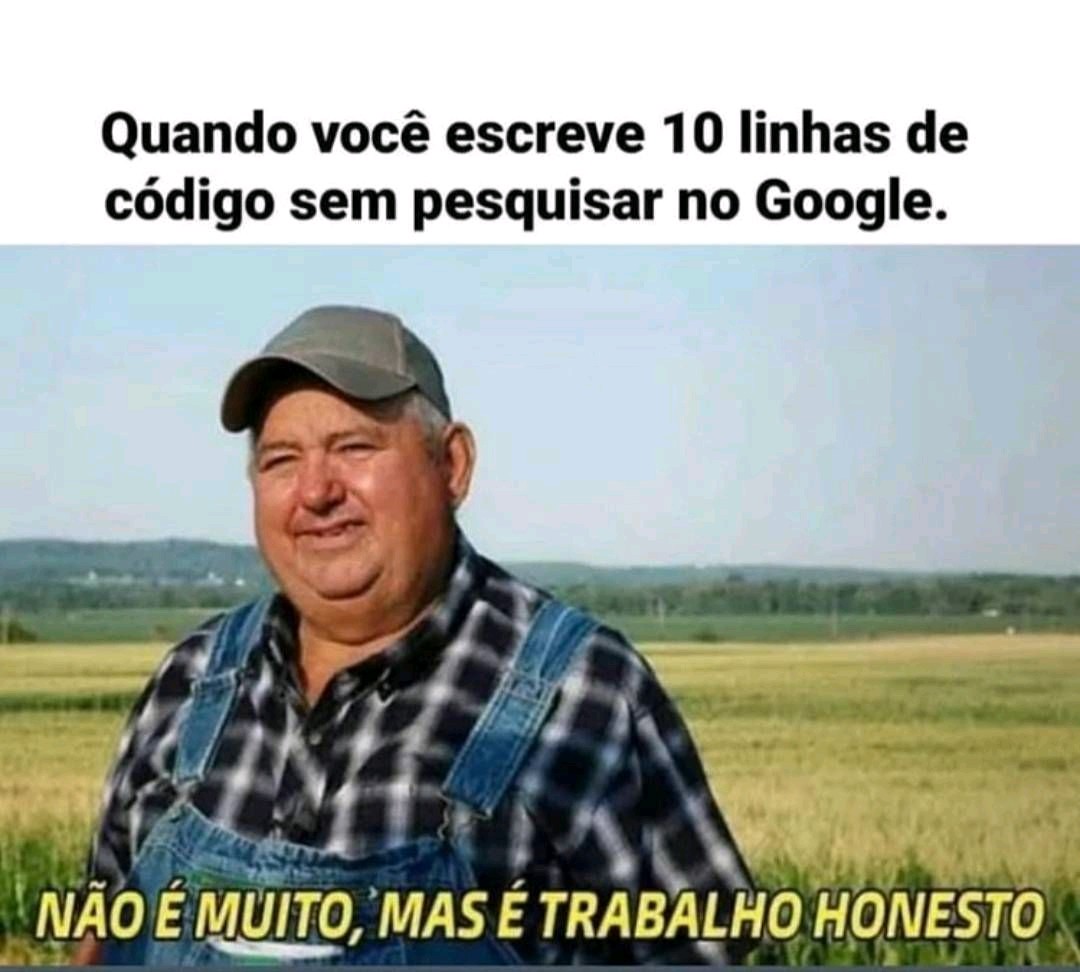 Quando você escreve 10 linhas de
código sem pesquisar no Google.
NÃO É MUITO, MAS É TRABALHO HONESTO